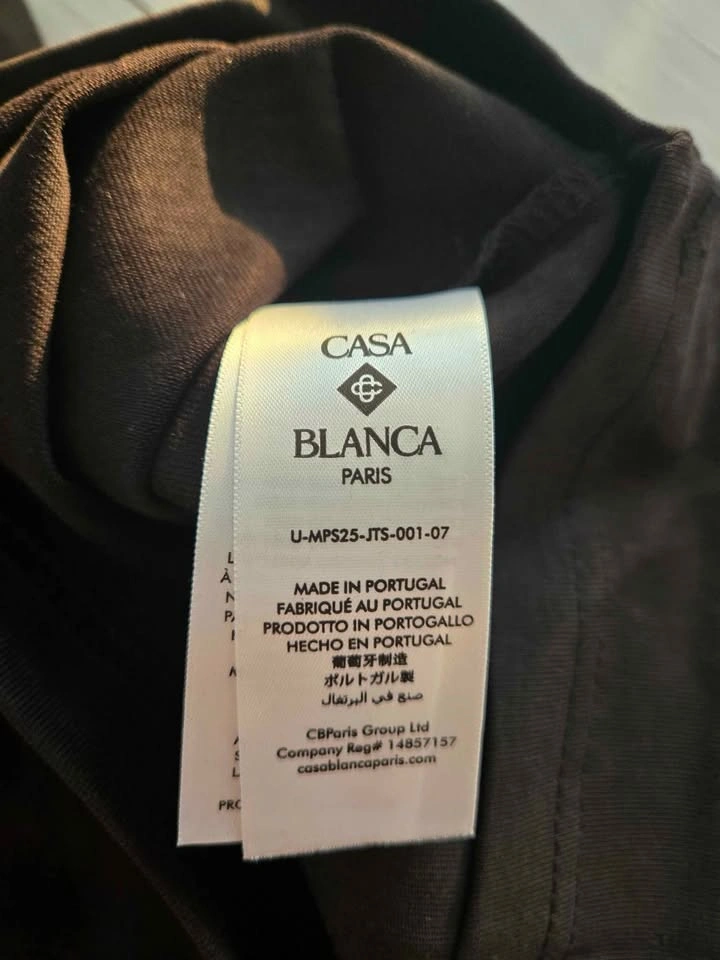 CASA
BLANCA
PARIS
U-MPS25-JTS-001-07
MADE IN PORTUGAL
FABRIQUÉ AU PORTUGAL
PRODOTTO IN PORTOGALLO
HECHO EN PORTUGAL
葡萄牙制造
ポルトガル製
صنع في البرتغال
CBParis Group Ltd
Company Reg# 14857157
casablancaparis.com